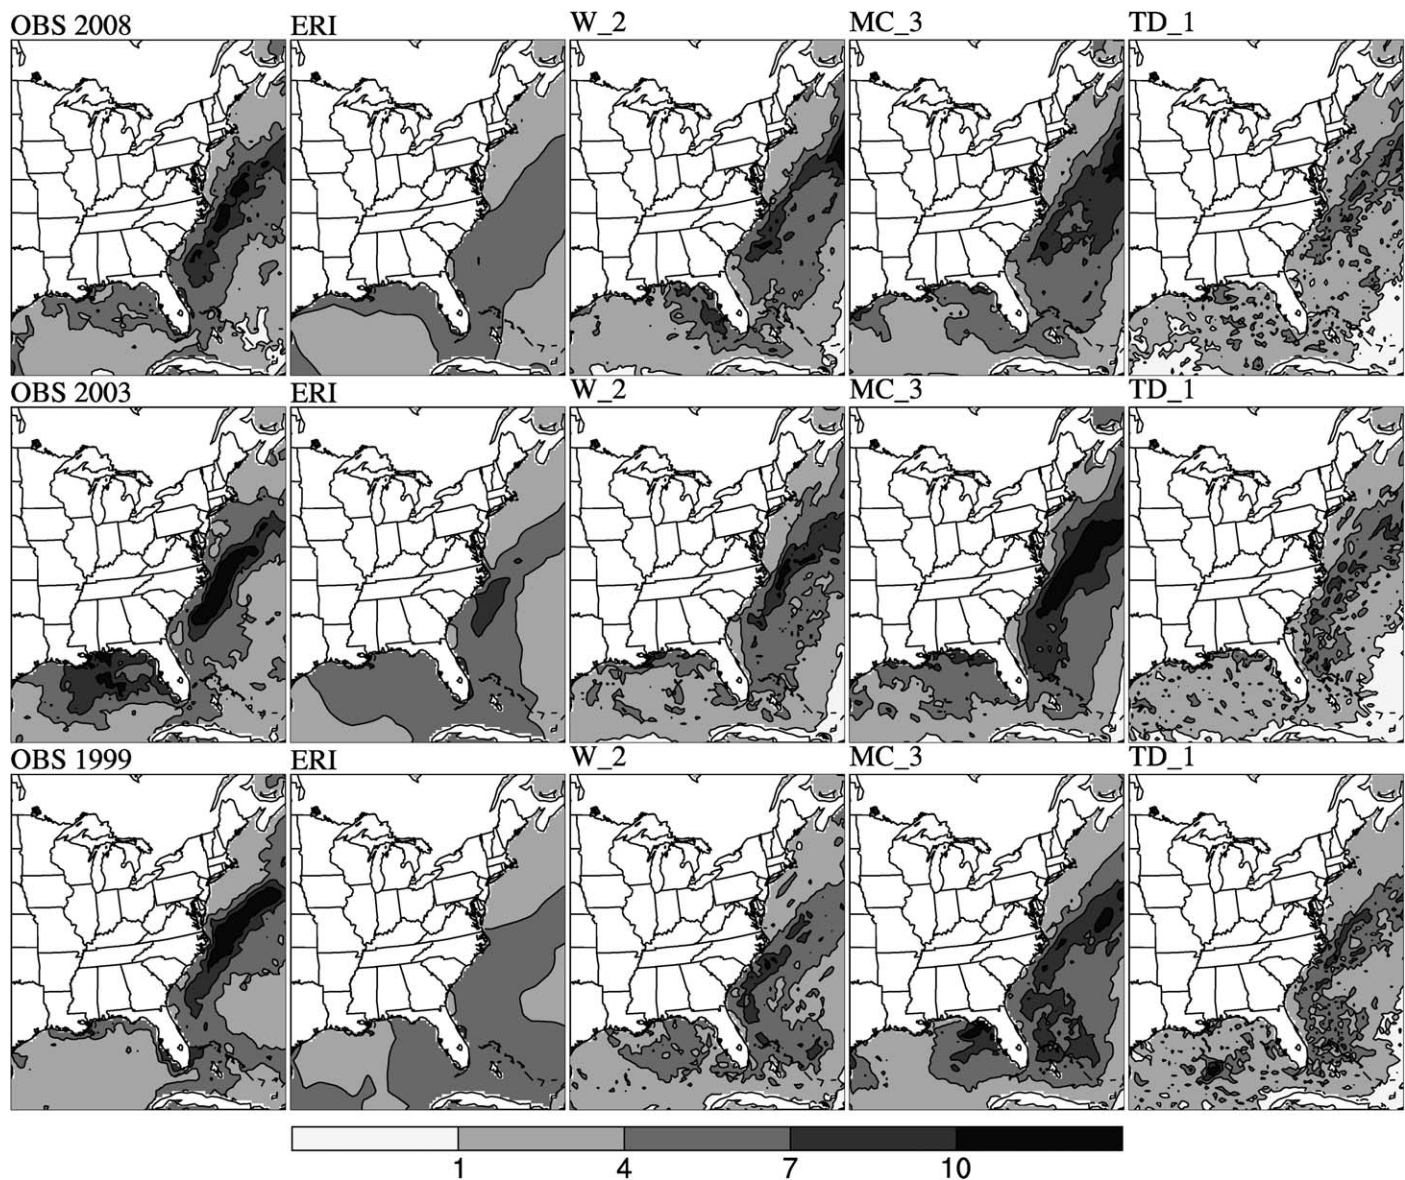 OBS 2008 ERI W_2 MC_3 TD_1
OBS 2003 ERI W_2 MC_3 TD_1
OBS 1999 ERI W_2 MC_3 TD_1
1 4 7 10